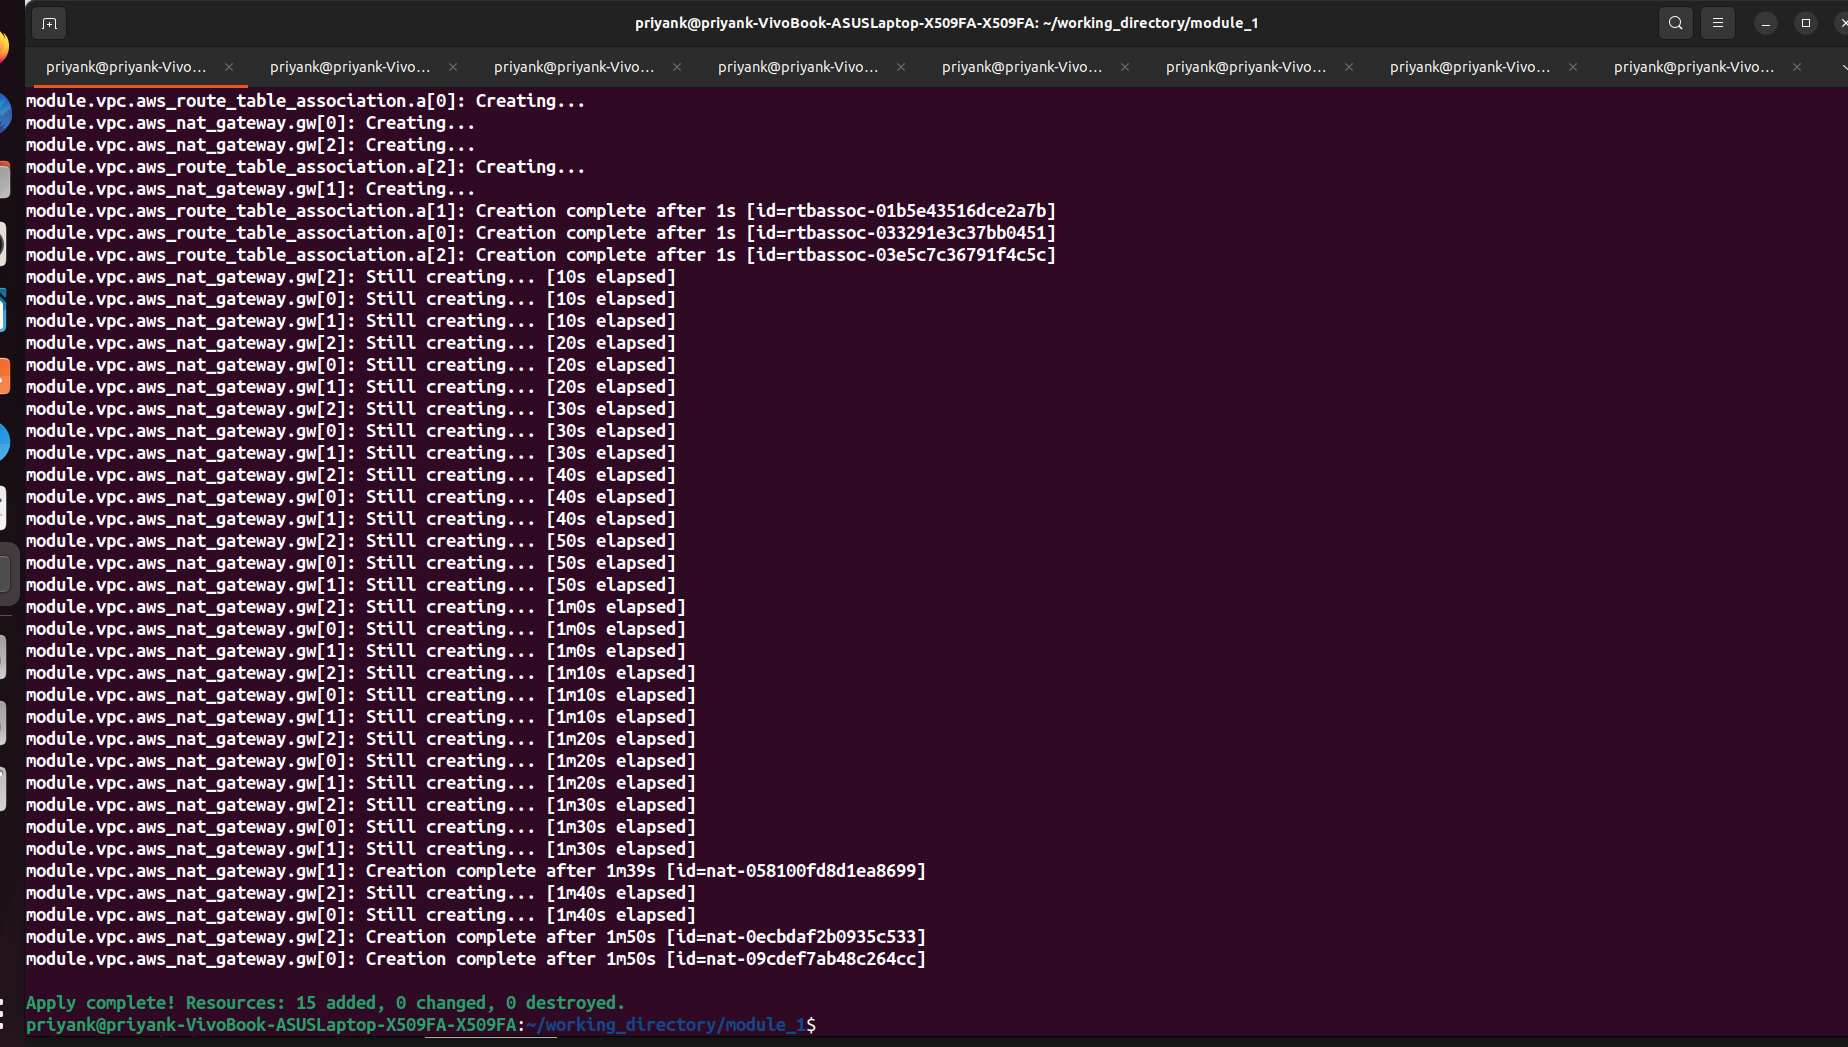 priyank@priyank-VivoBook-ASUSLaptop-X509FA-X509FA: ~/working_directory/module_1
priyank@priyank-Vivo... priyank@priyank-Vivo... priyank@priyank-Vivo... priyank@priyank-Vivo... priyank@priyank-Vivo... priyank@priyank-Vivo... priyank@priyank-Vivo... priyank@priyank-Vivo...
module.vpc.aws_route_table_association.a[0]: Creating...
module.vpc.aws_nat_gateway.gw[0]: Creating...
module.vpc.aws_nat_gateway.gw[2]: Creating...
module.vpc.aws_route_table_association.a[2]: Creating...
module.vpc.aws_nat_gateway.gw[1]: Creating...
module.vpc.aws_route_table_association.a[1]: Creation complete after 1s [id=rtbassoc-01b5e43516dce2a7b]
module.vpc.aws_route_table_association.a[0]: Creation complete after 1s [id=rtbassoc-033291e3c37bb0451]
module.vpc.aws_route_table_association.a[2]: Creation complete after 1s [id=rtbassoc-03e5c7c36791f4c5c]
module.vpc.aws_nat_gateway.gw[2]: Still creating... [10s elapsed]
module.vpc.aws_nat_gateway.gw[0]: Still creating... [10s elapsed]
module.vpc.aws_nat_gateway.gw[1]: Still creating... [10s elapsed]
module.vpc.aws_nat_gateway.gw[2]: Still creating... [20s elapsed]
module.vpc.aws_nat_gateway.gw[0]: Still creating... [20s elapsed]
module.vpc.aws_nat_gateway.gw[1]: Still creating... [20s elapsed]
module.vpc.aws_nat_gateway.gw[2]: Still creating... [30s elapsed]
module.vpc.aws_nat_gateway.gw[0]: Still creating... [30s elapsed]
module.vpc.aws_nat_gateway.gw[1]: Still creating... [30s elapsed]
module.vpc.aws_nat_gateway.gw[2]: Still creating... [40s elapsed]
module.vpc.aws_nat_gateway.gw[0]: Still creating... [40s elapsed]
module.vpc.aws_nat_gateway.gw[1]: Still creating... [40s elapsed]
module.vpc.aws_nat_gateway.gw[2]: Still creating... [50s elapsed]
module.vpc.aws_nat_gateway.gw[0]: Still creating... [50s elapsed]
module.vpc.aws_nat_gateway.gw[1]: Still creating... [50s elapsed]
module.vpc.aws_nat_gateway.gw[2]: Still creating... [1m0s elapsed]
module.vpc.aws_nat_gateway.gw[0]: Still creating... [1m0s elapsed]
module.vpc.aws_nat_gateway.gw[1]: Still creating... [1m0s elapsed]
module.vpc.aws_nat_gateway.gw[2]: Still creating... [1m10s elapsed]
module.vpc.aws_nat_gateway.gw[0]: Still creating... [1m10s elapsed]
module.vpc.aws_nat_gateway.gw[1]: Still creating... [1m10s elapsed]
module.vpc.aws_nat_gateway.gw[2]: Still creating... [1m20s elapsed]
module.vpc.aws_nat_gateway.gw[0]: Still creating... [1m20s elapsed]
module.vpc.aws_nat_gateway.gw[1]: Still creating... [1m20s elapsed]
module.vpc.aws_nat_gateway.gw[2]: Still creating... [1m30s elapsed]
module.vpc.aws_nat_gateway.gw[0]: Still creating... [1m30s elapsed]
module.vpc.aws_nat_gateway.gw[1]: Still creating... [1m30s elapsed]
module.vpc.aws_nat_gateway.gw[1]: Creation complete after 1m39s [id=nat-058100fd8d1ea8699]
module.vpc.aws_nat_gateway.gw[2]: Still creating... [1m40s elapsed]
module.vpc.aws_nat_gateway.gw[0]: Still creating... [1m40s elapsed]
module.vpc.aws_nat_gateway.gw[2]: Creation complete after 1m50s [id=nat-0ecbdaf2b0935c533]
module.vpc.aws_nat_gateway.gw[0]: Creation complete after 1m50s [id=nat-09cdef7ab48c264cc]
Apply complete! Resources: 15 added, 0 changed, 0 destroyed.
priyank@priyank-VivoBook-ASUSLaptop-X509FA-X509FA:~/working_directory/module_1$